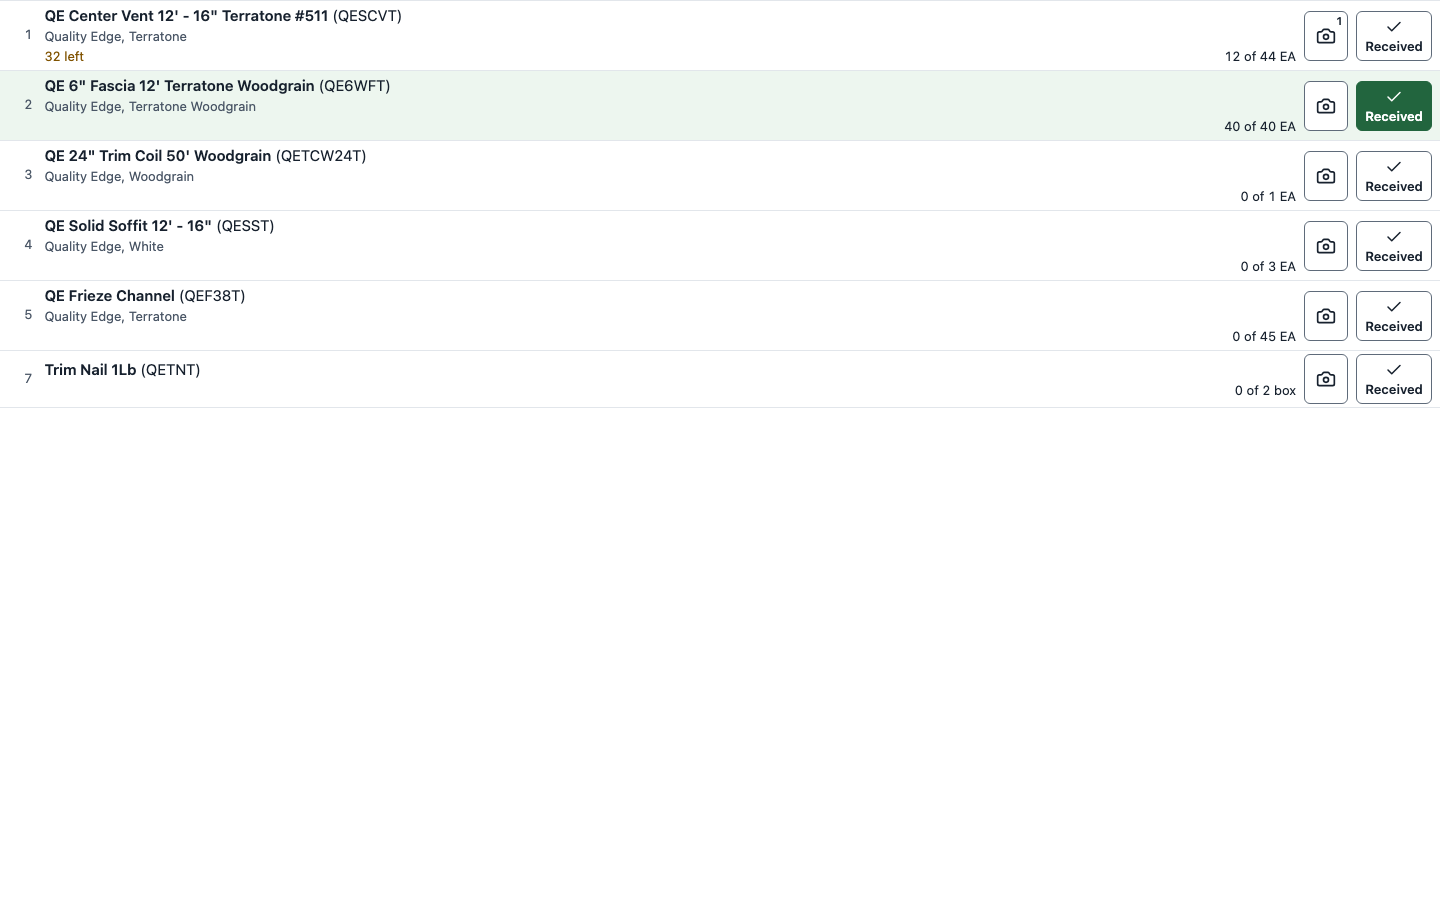 QE Center Vent 12' - 16" Terratone #511 (QESCVT)
1
Quality Edge, Terratone
32 left
12 of 44 EA
1
Received
QE 6" Fascia 12' Terratone Woodgrain (QE6WFT)
2
Quality Edge, Terratone Woodgrain
40 of 40 EA
Received
QE 24" Trim Coil 50' Woodgrain (QETCW24T)
3
Quality Edge, Woodgrain
0 of 1 EA
Received
QE Solid Soffit 12' - 16" (QESST)
4
Quality Edge, White
0 of 3 EA
Received
QE Frieze Channel (QEF38T)
5
Quality Edge, Terratone
0 of 45 EA
Received
Trim Nail 1Lb (QETNT)
7
0 of 2 box
Received